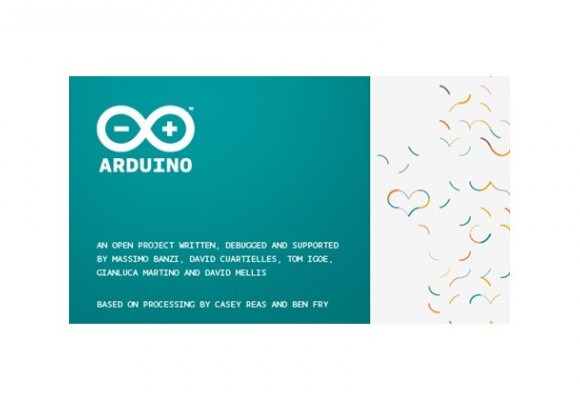 ARDUINO
AN OPEN PROJECT WRITTEN, DEBUGGED AND SUPPORTED
BY MASSIMO BANZI, DAVID CUARTIELLES, TOM IGOE,
GIANLUCA MARTINO AND DAVID MELLIS
BASED ON PROCESSING BY CASEY REAS AND BEN FRY